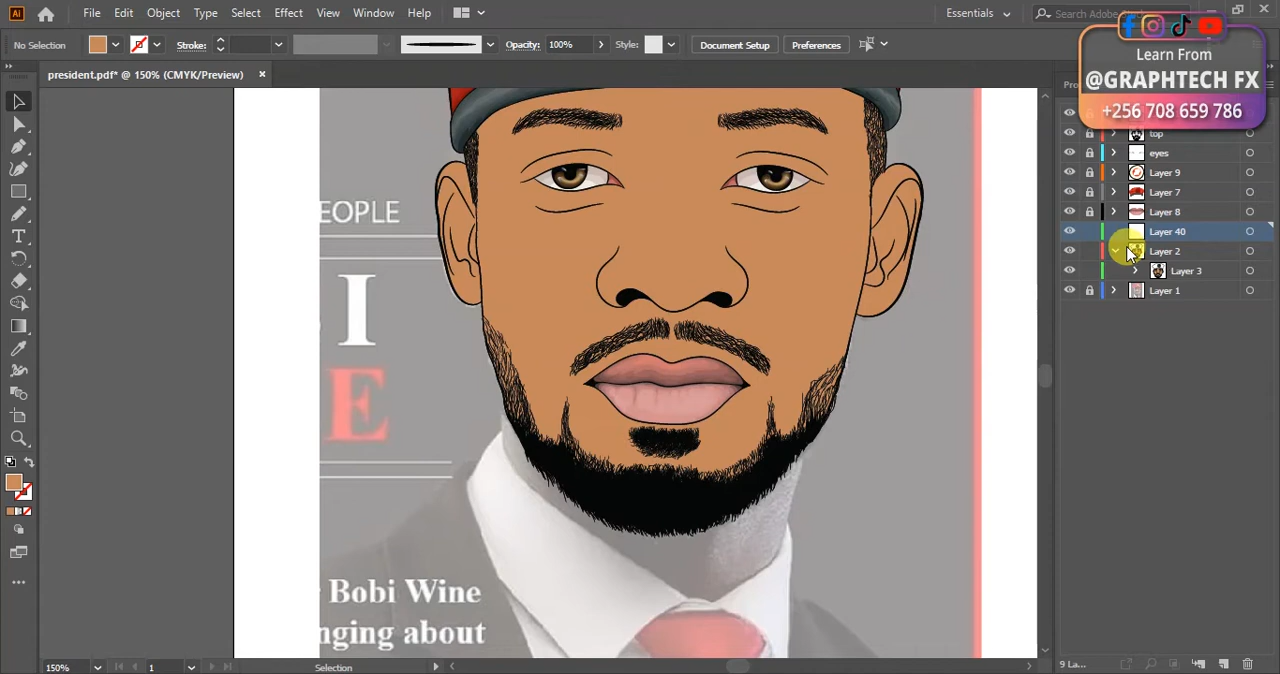 Ai File Edit Object Type Select Effect View Window Help Essentials Search Adobe
No Selection Stroke: Opacity: 100% Style: Document Setup Preferences
president.pdf* @ 150% (CMYK/Preview)
Learn From
@GRAPHTECH FX
+256 708 659 786
top
eyes
Layer 9
Layer 7
Layer 8
Layer 40
Layer 2
Layer 3
Layer 1
EOPLE
I
E
Bobi Wine
nging about
150% 1 Selection 9 La...